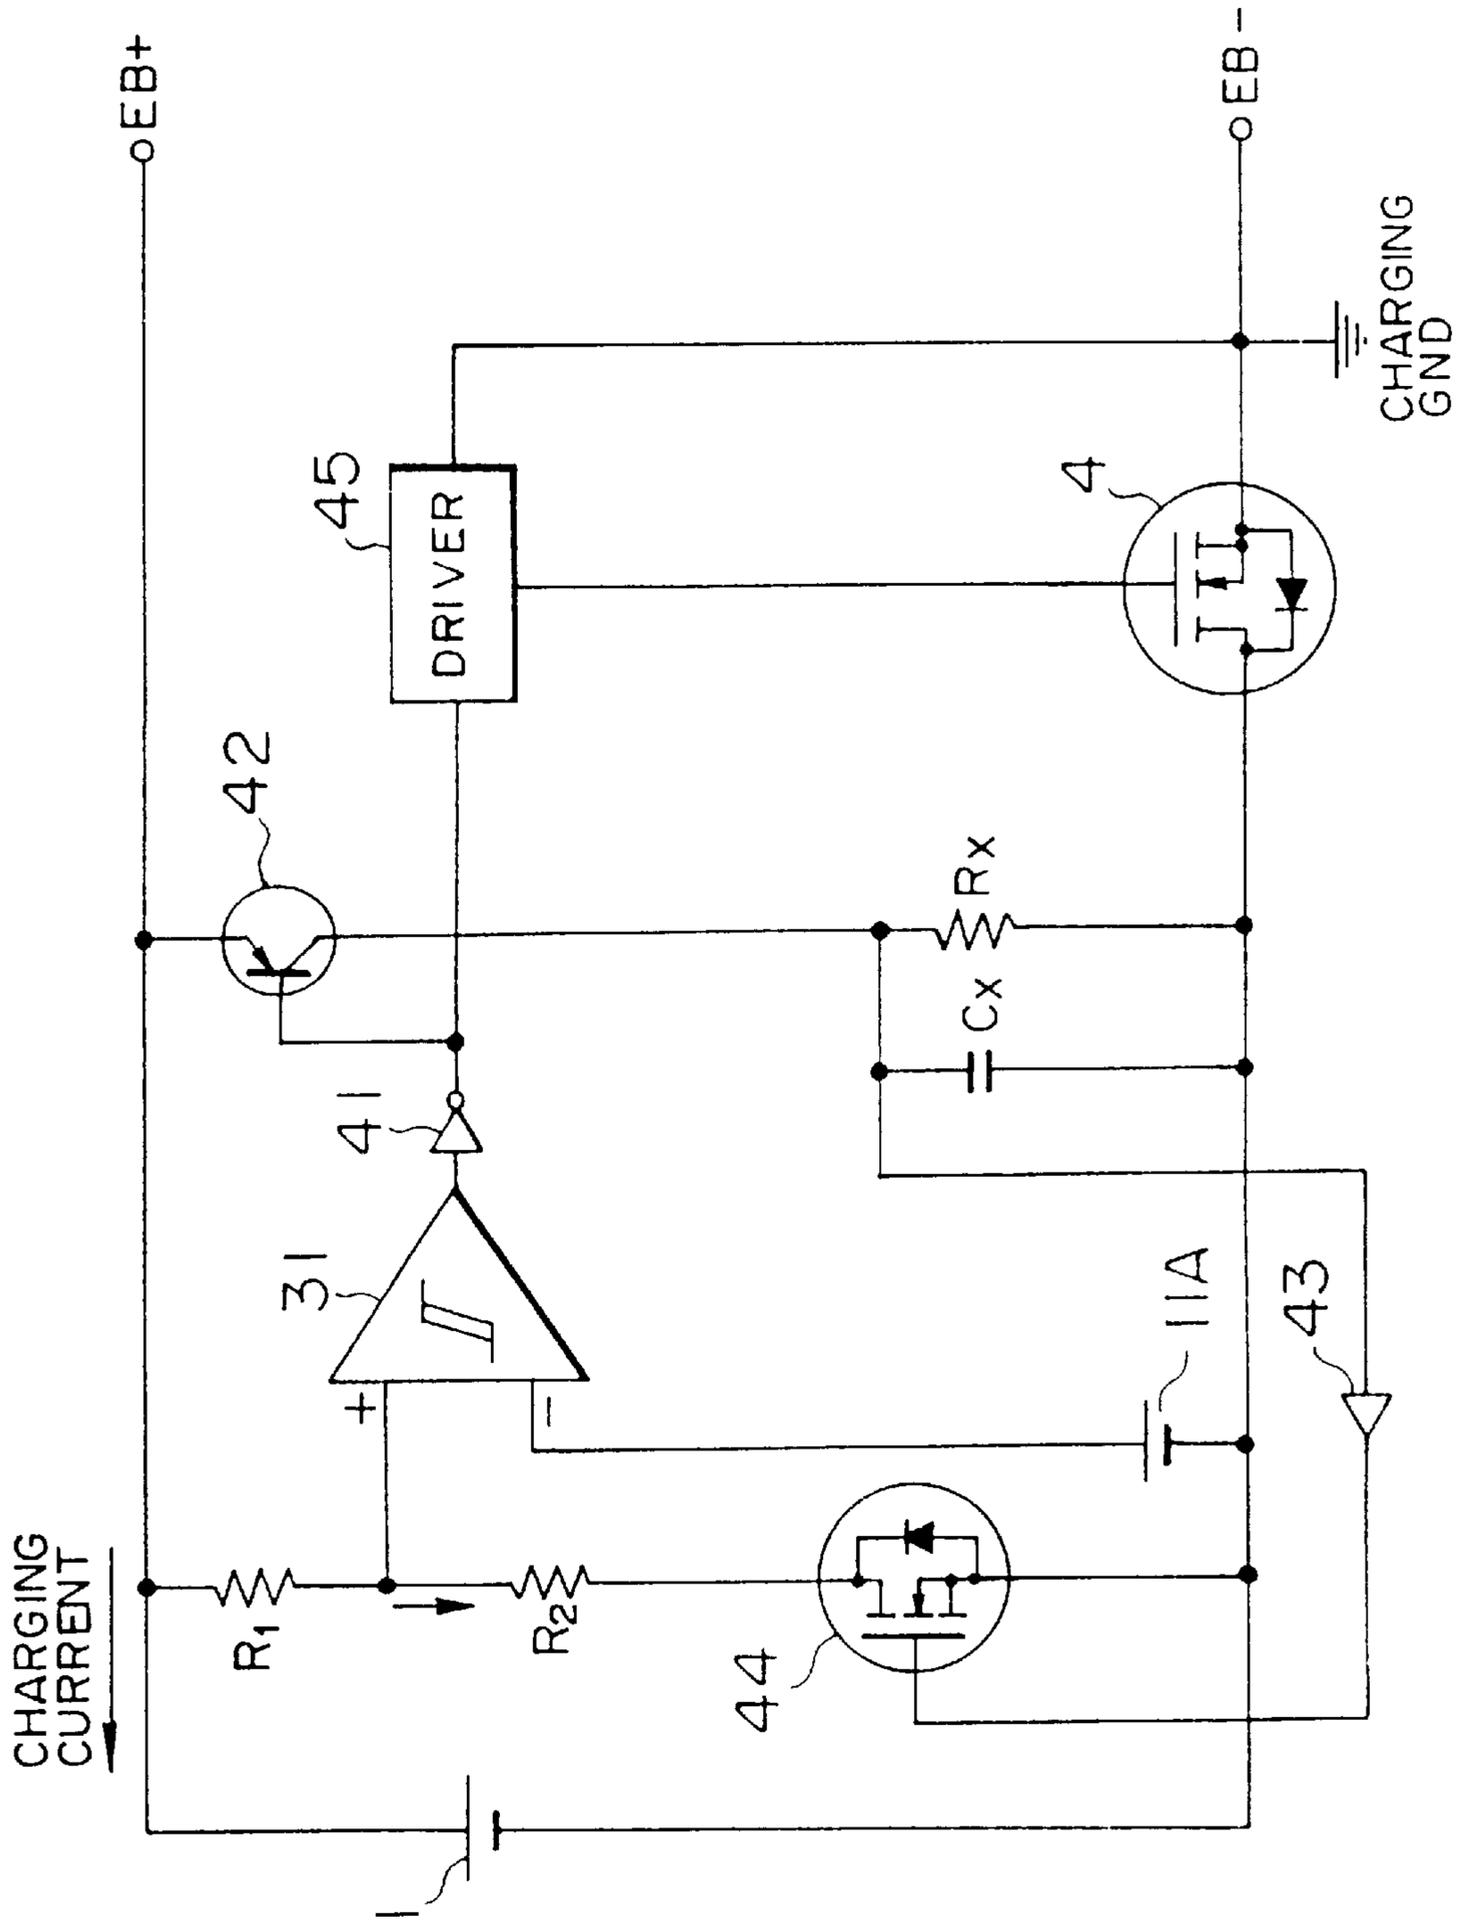 CHARGING
CURRENT
EB+
42
45
DRIVER
41
31
+
−
R1
R2
44
1
Cx
Rx
11A
43
4
EB−
CHARGING
GND